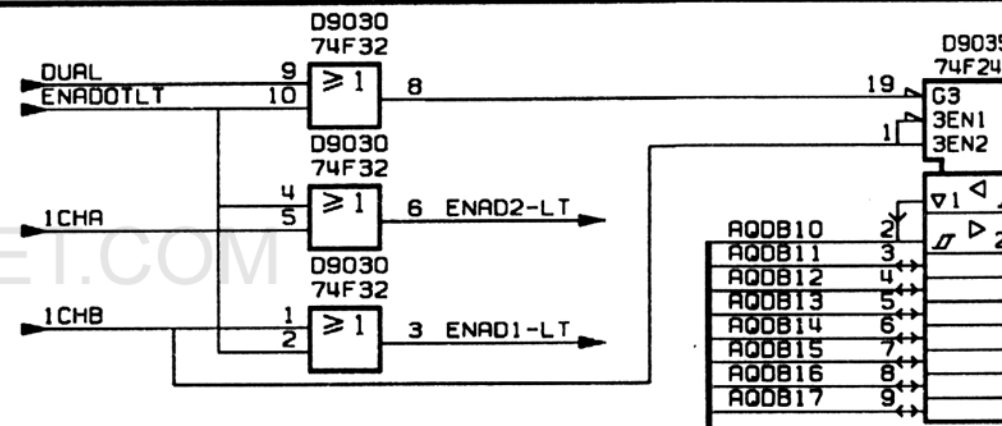 D9030
74F32
DUAL 9
ENADOTLT 10
≥ 1
8
D9030
74F32
4
1CHA 5
≥ 1
6 ENAD2-LT
D9030
74F32
1CHB 1
2
≥ 1
3 ENAD1-LT
D9035
74F24
19 G3
3EN1
1 3EN2
▽1 ◁
▷ 2
AQDB10 2
AQDB11 3
AQDB12 4
AQDB13 5
AQDB14 6
AQDB15 7
AQDB16 8
AQDB17 9
ET.COM